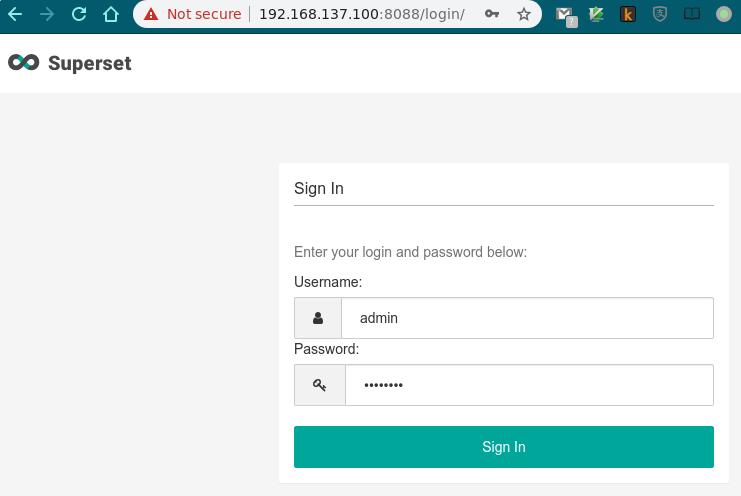 Not secure | 192.168.137.100:8088/login/
Superset
Sign In
Enter your login and password below:
Username:
admin
Password:
••••••••
Sign In